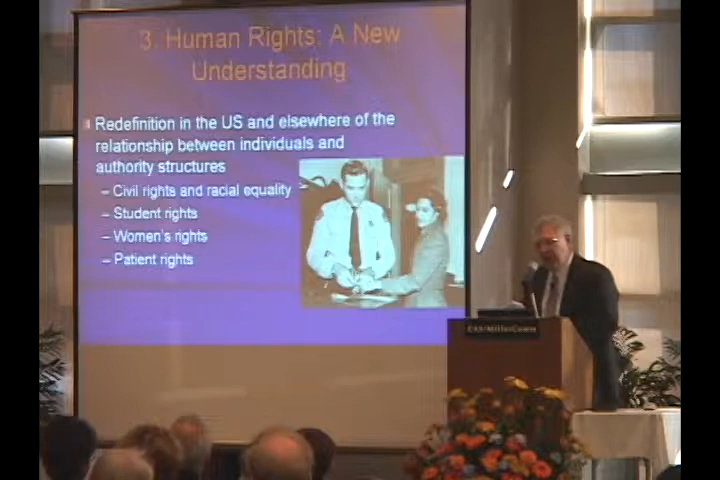 3. Human Rights: A New
Understanding
Redefinition in the US and elsewhere of the
relationship between individuals and
authority structures
– Civil rights and racial equality
– Student rights
– Women's rights
– Patient rights